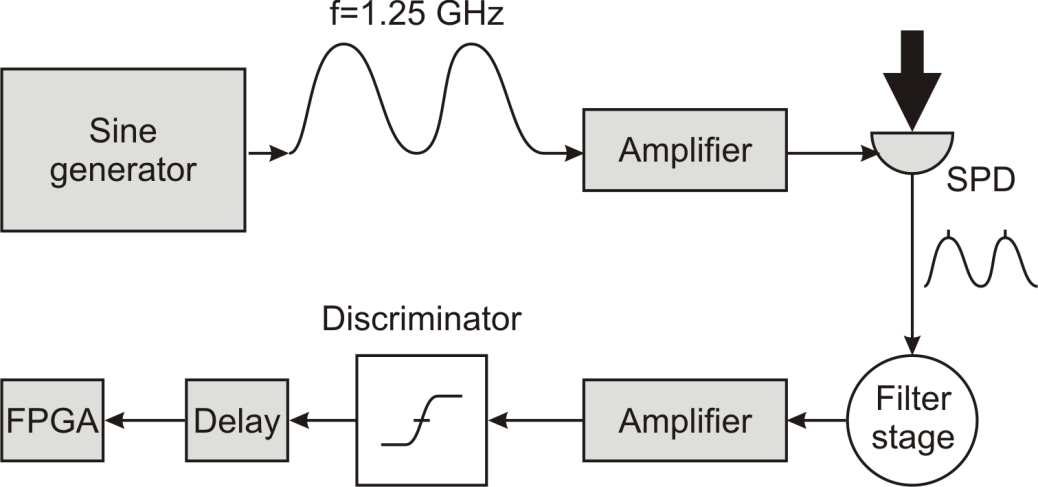 f=1.25 GHz
Sine
generator
Amplifier
SPD
Discriminator
FPGA
Delay
Amplifier
Filter
stage